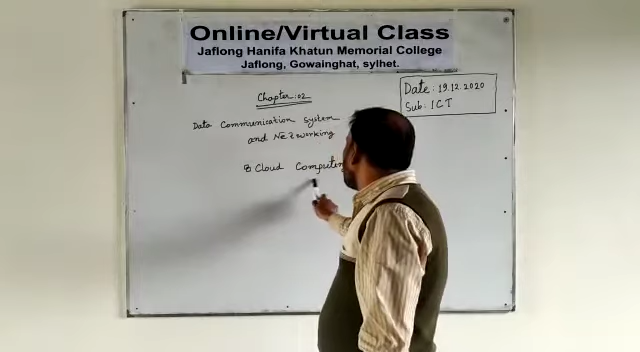 Online/Virtual Class
Jaflong Hanifa Khatun Memorial College
Jaflong, Gowainghat, sylhet.
Date: 19.12.2020
Sub: ICT
Chapter: 02
Data Communication system
and Networking
Cloud Computer